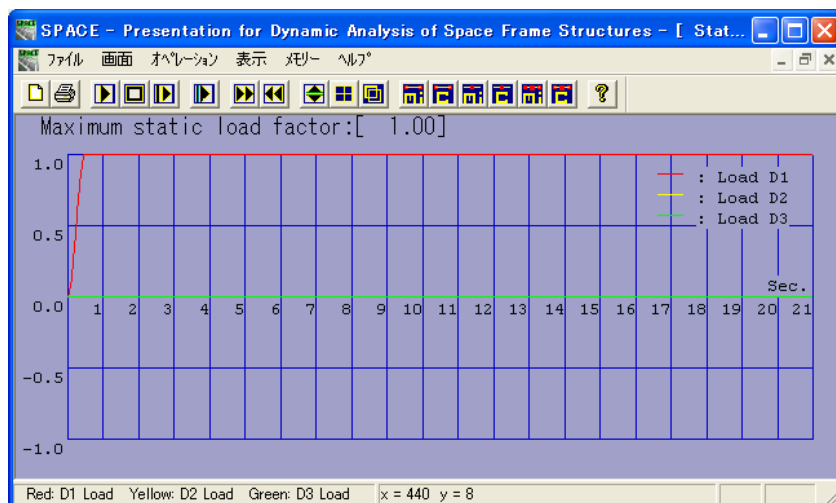 SPACE - Presentation for Dynamic Analysis of Space Frame Structures - [ Stat...
ファイル 画面 オペレーション 表示 メモリー ヘルプ
Maximum static load factor:[ 1.00]
1.0
: Load D1
: Load D2
0.5
: Load D3
Sec.
0.0
1 2 3 4 5 6 7 8 9 10 11 12 13 14 15 16 17 18 19 20 21
-0.5
-1.0
Red: D1 Load Yellow: D2 Load Green: D3 Load x = 440 y = 8